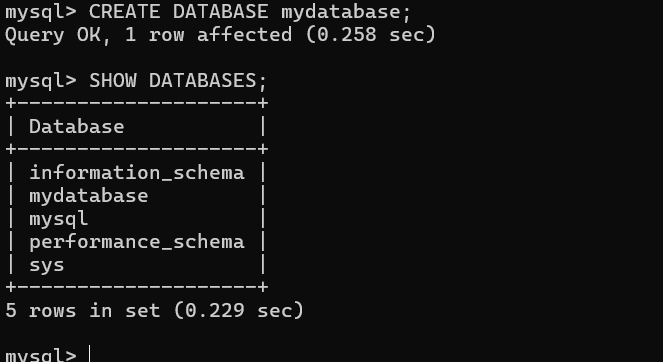 mysql> CREATE DATABASE mydatabase;
Query OK, 1 row affected (0.258 sec)
mysql> SHOW DATABASES;
+--------------------+
| Database           |
+--------------------+
| information_schema |
| mydatabase         |
| mysql              |
| performance_schema |
| sys                |
+--------------------+
5 rows in set (0.229 sec)
mysql>